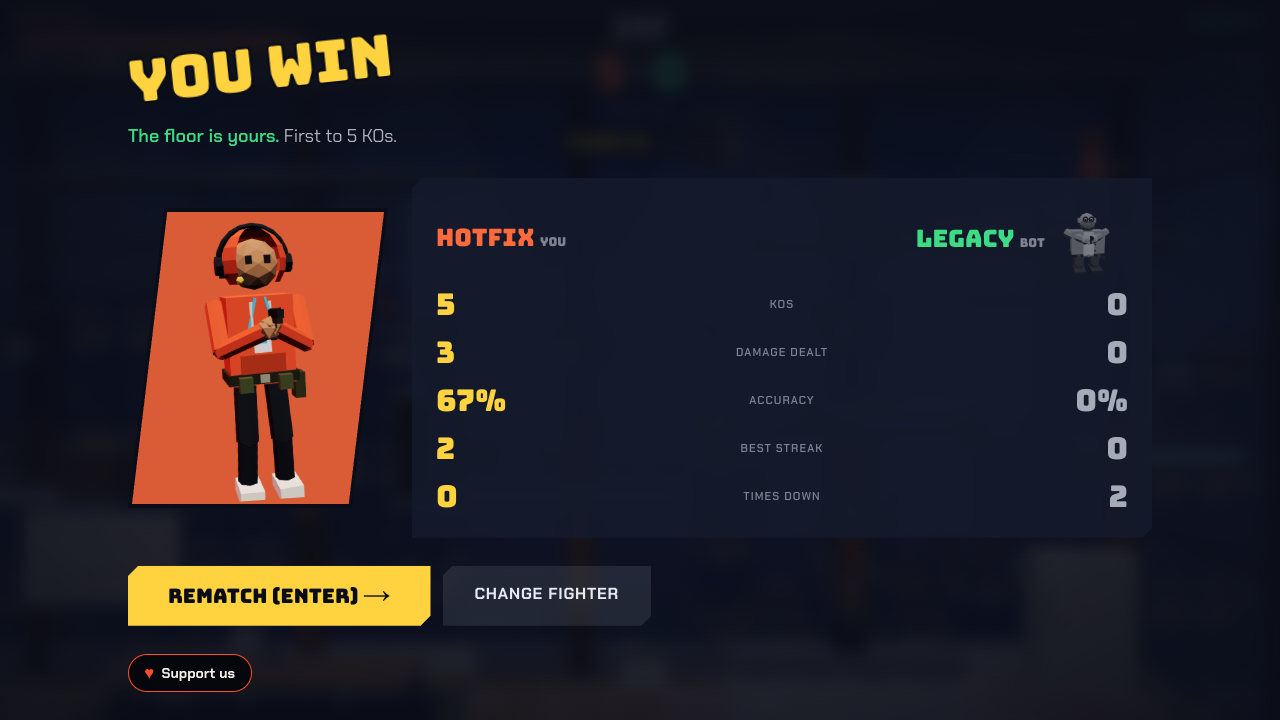 YOU WIN
The floor is yours. First to 5 KOs.
HOTFIX YOU
LEGACY BOT
5 KOS 0
3 DAMAGE DEALT 0
67% ACCURACY 0%
2 BEST STREAK 0
0 TIMES DOWN 2
REMATCH (ENTER) →
CHANGE FIGHTER
♥ Support us